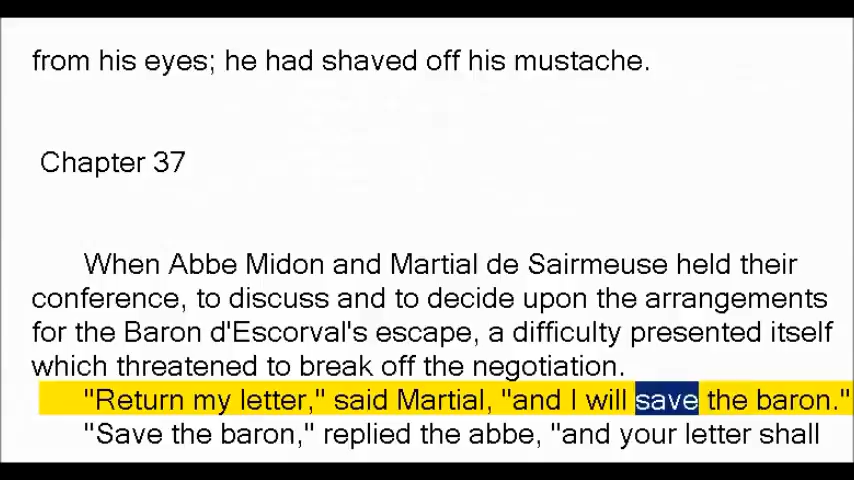 from his eyes; he had shaved off his mustache.
Chapter 37
When Abbe Midon and Martial de Sairmeuse held their
conference, to discuss and to decide upon the arrangements
for the Baron d'Escorval's escape, a difficulty presented itself
which threatened to break off the negotiation.
"Return my letter," said Martial, "and I will save the baron."
"Save the baron," replied the abbe, "and your letter shall